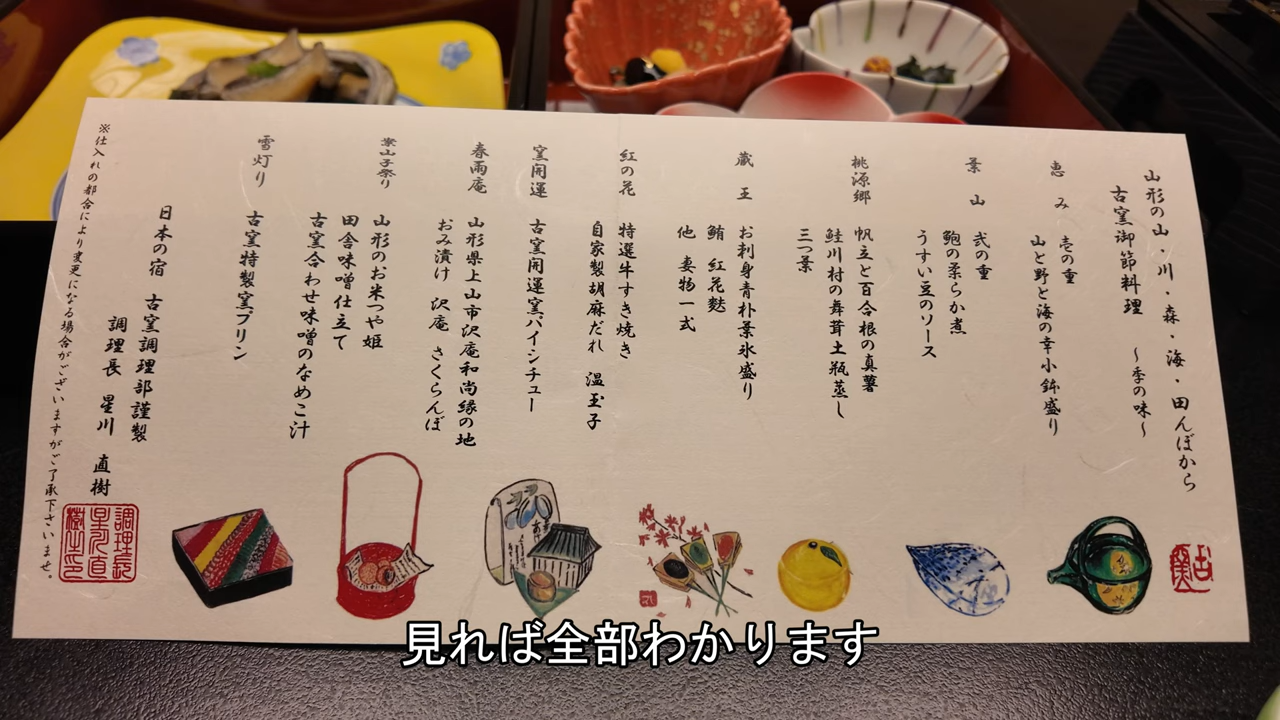 山形の山・川・森・海・田んぼから
古窯御節料理 〜季の味〜
恵み 壱の重
山と野と海の幸小鉢盛り
景山 弐の重
鮑の柔らか煮
うすい豆のソース
桃源郷 帆立と百合根の真薯
鮭川村の舞茸土瓶蒸し
三つ葉
蔵王 お刺身青朴葉氷盛り
鮪 紅花麩
他 妻物一式
紅の花 特選牛すき焼き
自家製胡麻だれ 温玉子
窯開運 古窯開運窯パイシチュー
春雨庵 山形県上山市沢庵和尚縁の地
おみ漬け 沢庵 さくらんぼ
案山子祭り 山形のお米つや姫
田舎味噌仕立て
古窯合わせ味噌のなめこ汁
雪灯り 古窯特製窯プリン
日本の宿 古窯調理部謹製
調理長 星川 直樹
※仕入れの都合により変更になる場合がございますがご了承下さいませ。
古窯
見れば全部わかります